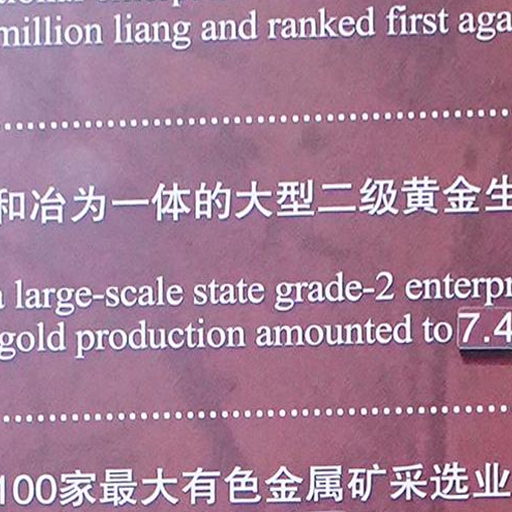 million liang and ranked first aga
和冶为一体的大型二级黄金生
large-scale state grade-2 enterpr
gold production amounted to 7.4
100家最大有色金属矿采选业